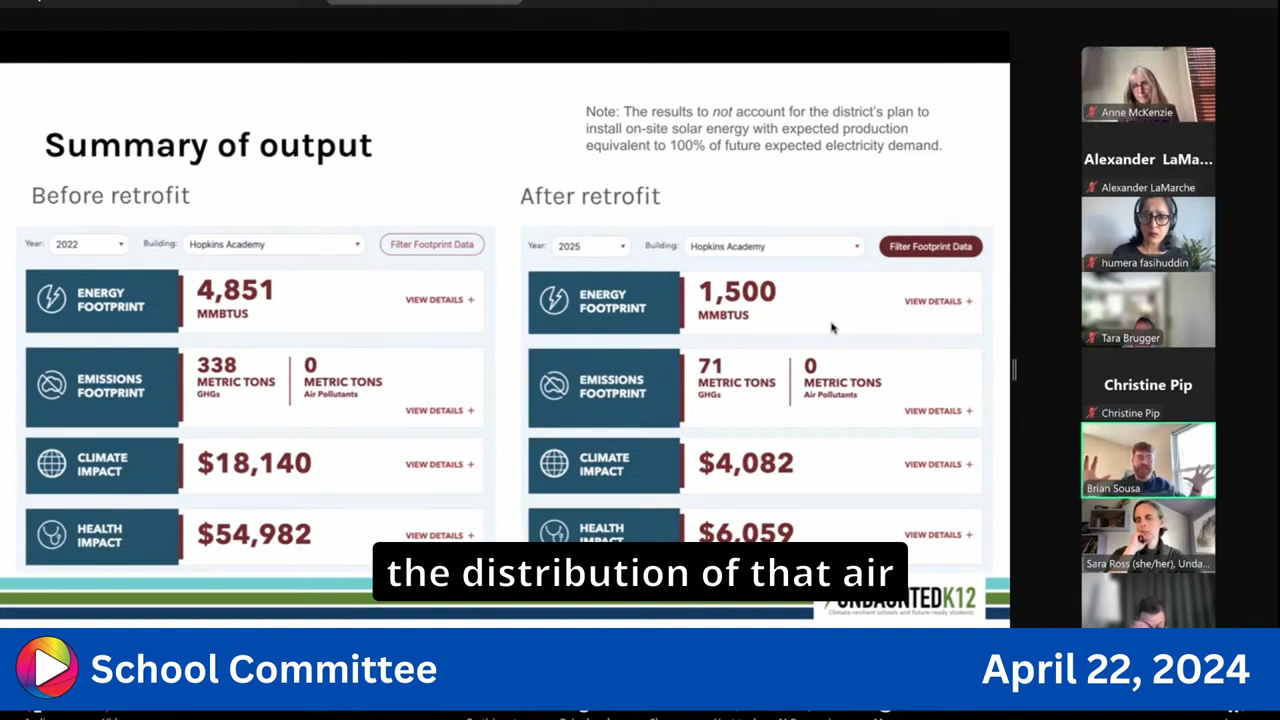 Summary of output
Note: The results to not account for the district's plan to
install on-site solar energy with expected production
equivalent to 100% of future expected electricity demand.
Before retrofit
Year: 2022 Building: Hopkins Academy Filter Footprint Data
ENERGY
FOOTPRINT
4,851
MMBTUS
VIEW DETAILS +
EMISSIONS
FOOTPRINT
338
METRIC TONS
GHGs
0
METRIC TONS
Air Pollutants
VIEW DETAILS +
CLIMATE
IMPACT
$18,140
VIEW DETAILS +
HEALTH
IMPACT
$54,982
VIEW DETAILS +
After retrofit
Year: 2025 Building: Hopkins Academy Filter Footprint Data
ENERGY
FOOTPRINT
1,500
MMBTUS
VIEW DETAILS +
EMISSIONS
FOOTPRINT
71
METRIC TONS
GHGs
0
METRIC TONS
Air Pollutants
VIEW DETAILS +
CLIMATE
IMPACT
$4,082
VIEW DETAILS +
HEALTH
IMPACT
$6,059
VIEW DETAILS +
the distribution of that air
UNDAUNTEDK12
Climate-resilient schools and future-ready students
Anne McKenzie
Alexander LaMa...
Alexander LaMarche
humera fasihuddin
Tara Brugger
Christine Pip
Christine Pip
Brian Sousa
Sara Ross (she/her), Unda...
School Committee
April 22, 2024